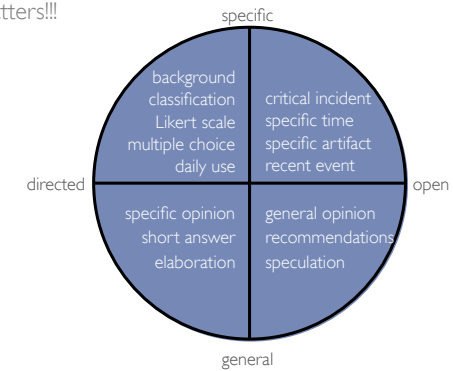 tters!!!
specific
background
classification
Likert scale
multiple choice
daily use
critical incident
specific time
specific artifact
recent event
directed
open
specific opinion
short answer
elaboration
general opinion
recommendations
speculation
general